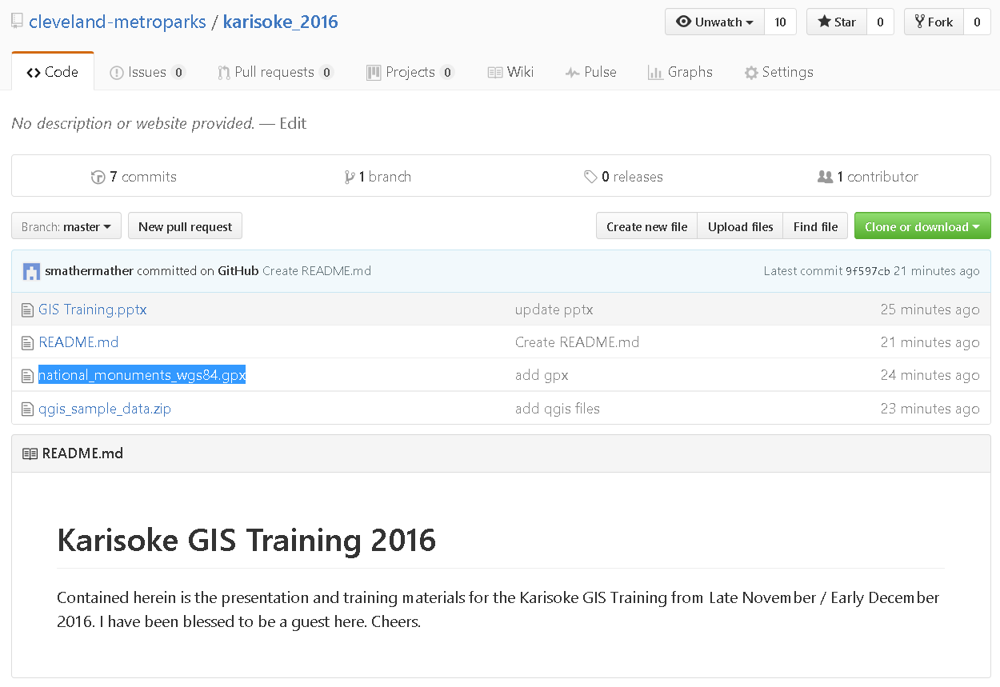 cleveland-metroparks / karisoke_2016
Unwatch 10 Star 0 Fork 0
Code Issues 0 Pull requests 0 Projects 0 Wiki Pulse Graphs Settings
No description or website provided. — Edit
7 commits 1 branch 0 releases 1 contributor
Branch: master New pull request Create new file Upload files Find file Clone or download
smathermather committed on GitHub Create README.md Latest commit 9f597cb 21 minutes ago
GIS Training.pptx update pptx 25 minutes ago
README.md Create README.md 21 minutes ago
national_monuments_wgs84.gpx add gpx 24 minutes ago
qgis_sample_data.zip add qgis files 23 minutes ago
README.md
Karisoke GIS Training 2016
Contained herein is the presentation and training materials for the Karisoke GIS Training from Late November / Early December
2016. I have been blessed to be a guest here. Cheers.